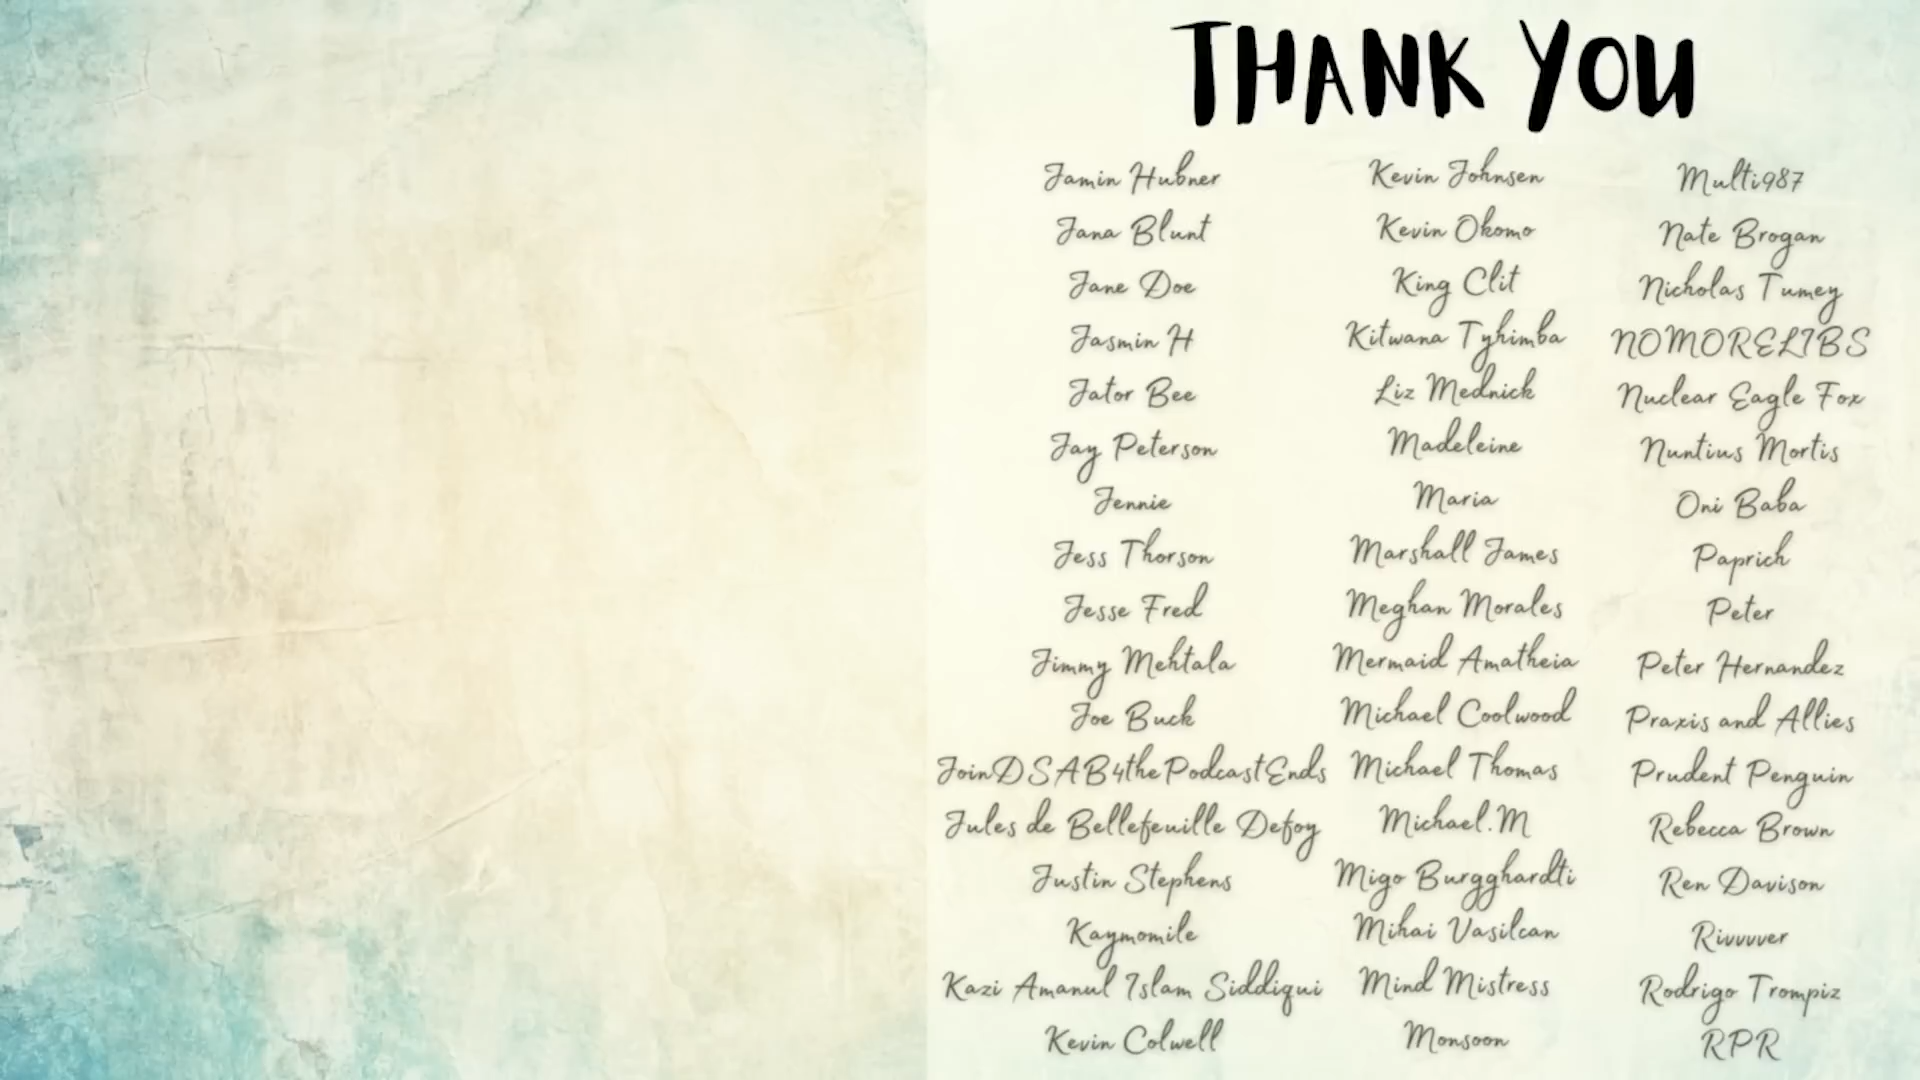 THANK YOU
Jamin Hubner
Jana Blunt
Jane Doe
Jasmin H
Jator Bee
Jay Peterson
Jennie
Jess Thorson
Jesse Fred
Jimmy Mehtala
Joe Buck
JoinDSAB4thePodcastEnds
Jules de Bellefeuille Defoy
Justin Stephens
Kaymomile
Kazi Amanul Islam Siddiqui
Kevin Colwell
Kevin Johnsen
Kevin Okomo
King Clit
Kitwana Tyhimba
Liz Mednick
Madeleine
Maria
Marshall James
Meghan Morales
Mermaid Amatheia
Michael Coolwood
Michael Thomas
Michael.M
Migo Burgghardti
Mihai Vasilcan
Mind Mistress
Monsoon
Multi987
Nate Brogan
Nicholas Tumey
NOMORELIBS
Nuclear Eagle Fox
Nuntius Mortis
Oni Baba
Paprich
Peter
Peter Hernandez
Praxis and Allies
Prudent Penguin
Rebecca Brown
Ren Davison
Rivvvver
Rodrigo Trompiz
RPR